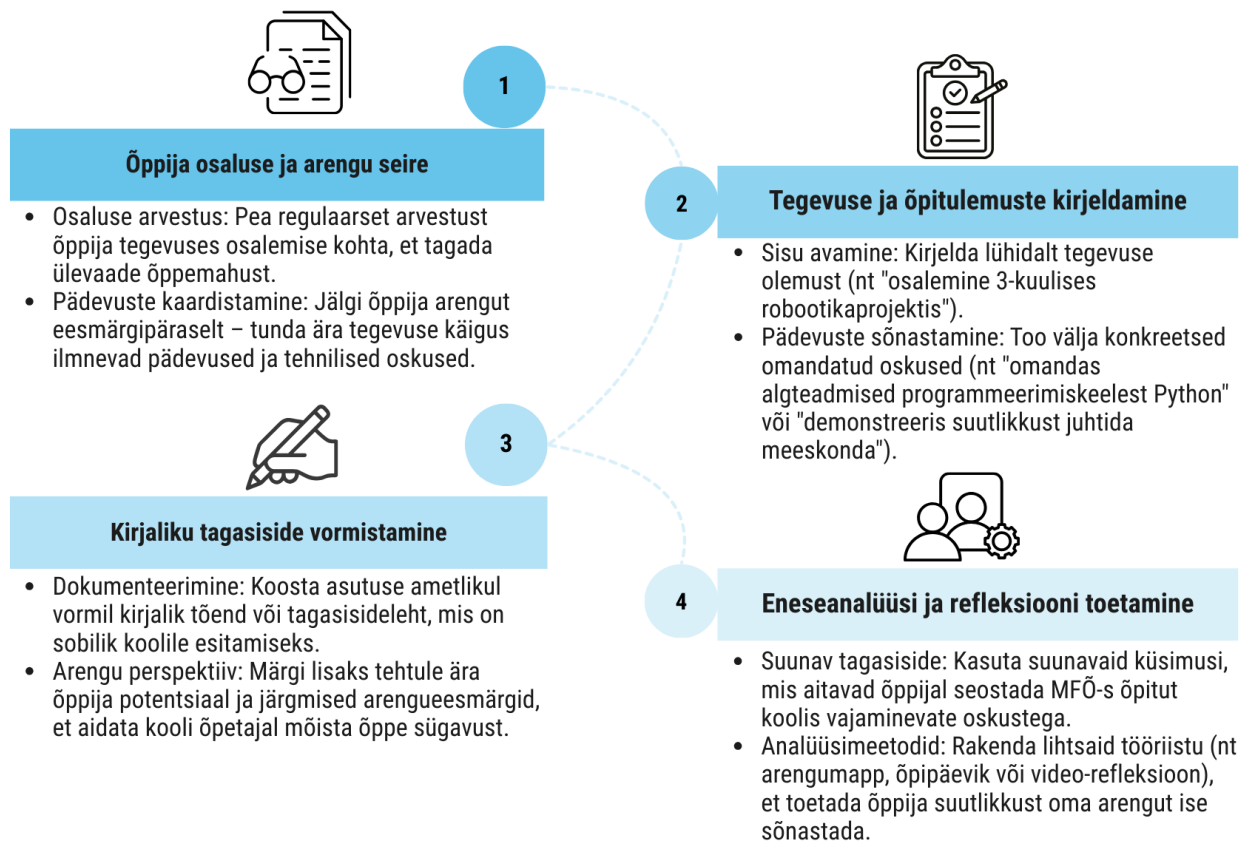 1
Õppija osaluse ja arengu seire
• Osaluse arvestus: Pea regulaarset arvestust
õppija tegevuses osalemise kohta, et tagada
ülevaade õppemahust.
• Pädevuste kaardistamine: Jälgi õppija arengut
eesmärgipäraselt – tunda ära tegevuse käigus
ilmnevad pädevused ja tehnilised oskused.
2
Tegevuse ja õpitulemuste kirjeldamine
• Sisu avamine: Kirjelda lühidalt tegevuse
olemust (nt "osalemine 3-kuulises
robootikaprojektis").
• Pädevuste sõnastamine: Too välja konkreetsed
omandatud oskused (nt "omandas
algteadmised programmeerimiskeelest Python"
või "demonstreeris suutlikkust juhtida
meeskonda").
3
Kirjaliku tagasiside vormistamine
• Dokumenteerimine: Koosta asutuse ametlikul
vormil kirjalik tõend või tagasisideleht, mis on
sobilik koolile esitamiseks.
• Arengu perspektiiv: Märgi lisaks tehtule ära
õppija potentsiaal ja järgmised arengueesmärgid,
et aidata kooli õpetajal mõista õppe sügavust.
4
Eneseanalüüsi ja refleksiooni toetamine
• Suunav tagasiside: Kasuta suunavaid küsimusi,
mis aitavad õppijal seostada MFÕ-s õpitut
koolis vajaminevate oskustega.
• Analüüsimeetodid: Rakenda lihtsaid tööriistu (nt
arengumapp, õpipäevik või video-refleksioon),
et toetada õppija suutlikkust oma arengut ise
sõnastada.